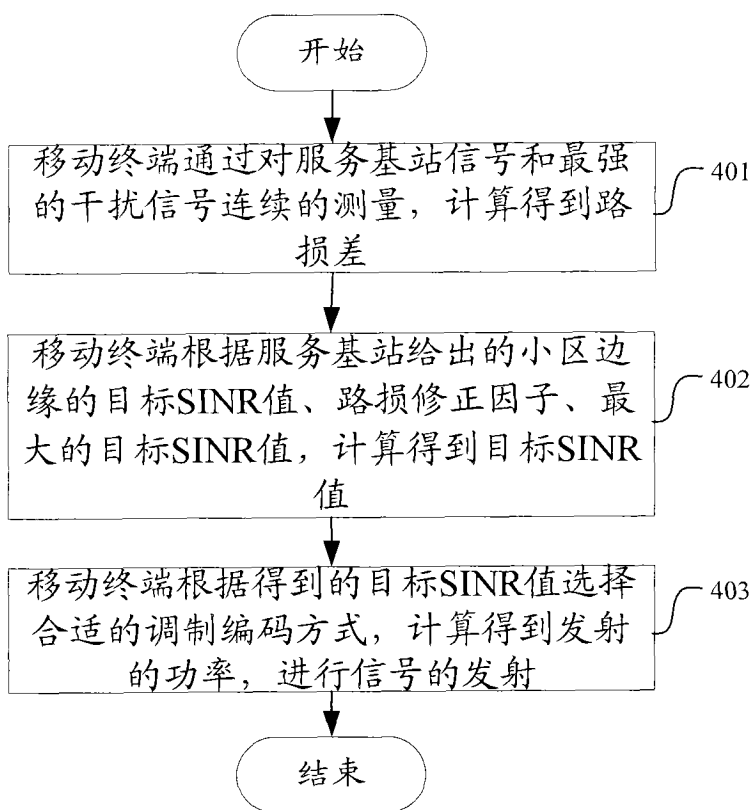 开始
移动终端通过对服务基站信号和最强
的干扰信号连续的测量，计算得到路
损差
401
移动终端根据服务基站给出的小区边
缘的目标SINR值、路损修正因子、最
大的目标SINR值，计算得到目标SINR
值
402
移动终端根据得到的目标SINR值选择
合适的调制编码方式，计算得到发射
的功率，进行信号的发射
403
结束